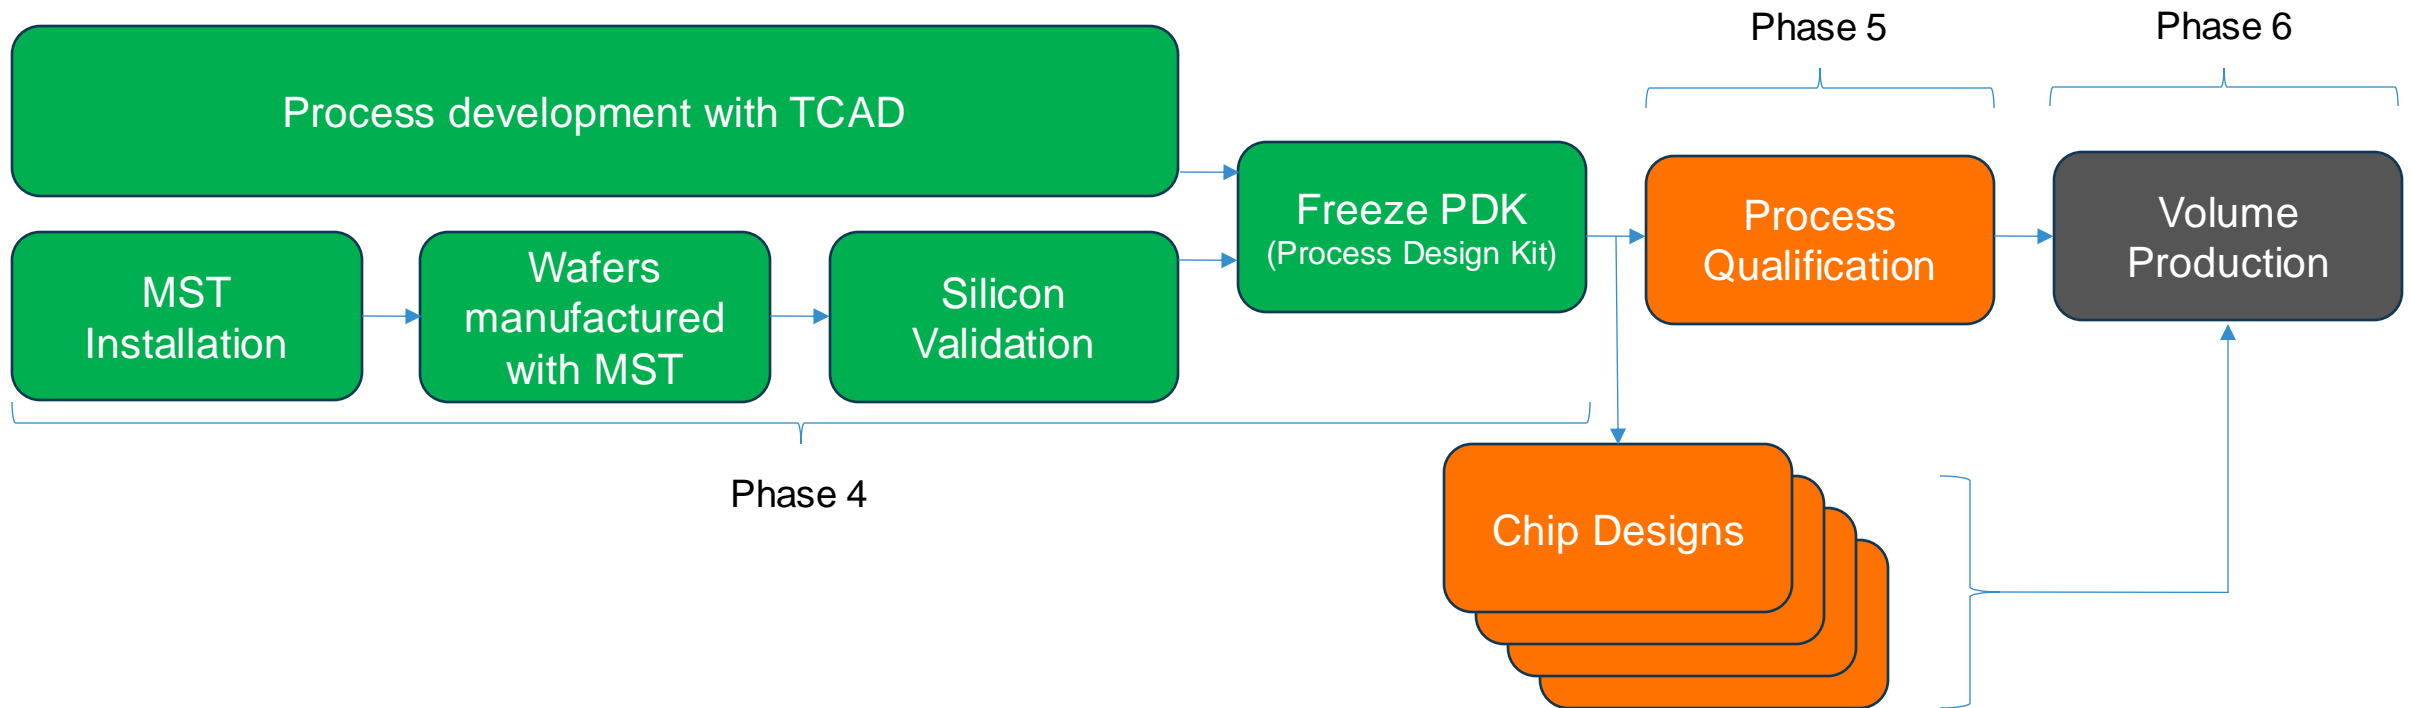 Phase 5
Phase 6
Process development with TCAD
Freeze PDK
(Process Design Kit)
Process
Qualification
Volume
Production
MST
Installation
Wafers
manufactured
with MST
Silicon
Validation
Phase 4
Chip Designs